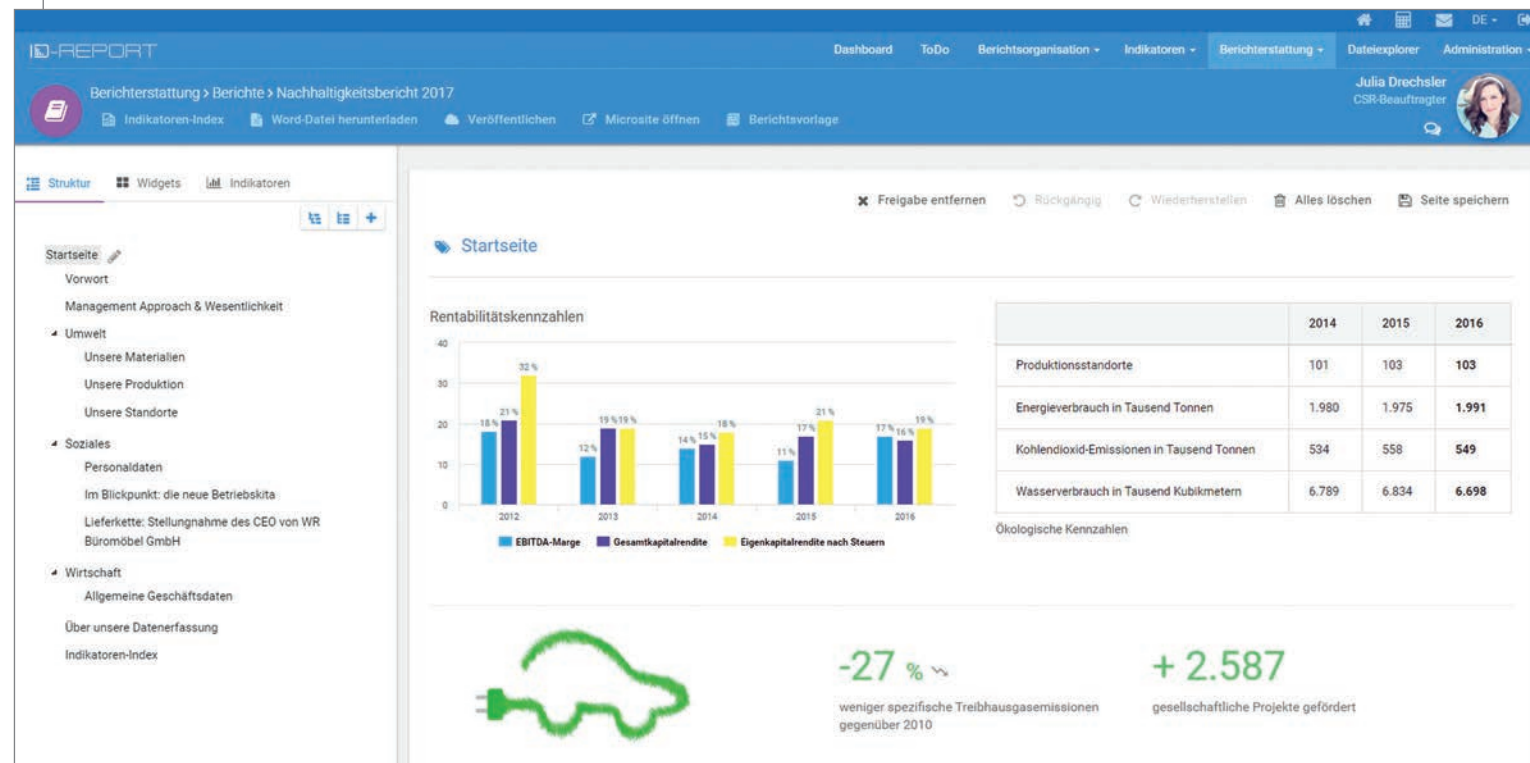 DE
ID-REPORT
Dashboard ToDo Berichtsorganisation Indikatoren Berichterstattung Dateiexplorer Administration
Julia Drechsler
CSR-Beauftragter
Berichterstattung > Berichte > Nachhaltigkeitsbericht 2017
Indikatoren-Index Word-Datei herunterladen Veröffentlichen Microsite öffnen Berichtsvorlage
Struktur Widgets Indikatoren
Startseite
Vorwort
Management Approach & Wesentlichkeit
Umwelt
Unsere Materialien
Unsere Produktion
Unsere Standorte
Soziales
Personaldaten
Im Blickpunkt: die neue Betriebskita
Lieferkette: Stellungnahme des CEO von WR
Büromöbel GmbH
Wirtschaft
Allgemeine Geschäftsdaten
Über unsere Datenerfassung
Indikatoren-Index
Freigabe entfernen Rückgängig Wiederherstellen Alles löschen Seite speichern
Startseite
Rentabilitätskennzahlen
40
30
20
10
0
18 % 21 % 32 %
12 % 19 % 19 %
14 % 15 % 18 %
11 % 17 % 21 %
17 % 16 % 19 %
2012 2013 2014 2015 2016
EBITDA-Marge Gesamtkapitalrendite Eigenkapitalrendite nach Steuern
2014 2015 2016
Produktionsstandorte 101 103 103
Energieverbrauch in Tausend Tonnen 1.980 1.975 1.991
Kohlendioxid-Emissionen in Tausend Tonnen 534 558 549
Wasserverbrauch in Tausend Kubikmetern 6.789 6.834 6.698
Ökologische Kennzahlen
-27 %
weniger spezifische Treibhausgasemissionen
gegenüber 2010
+ 2.587
gesellschaftliche Projekte gefördert